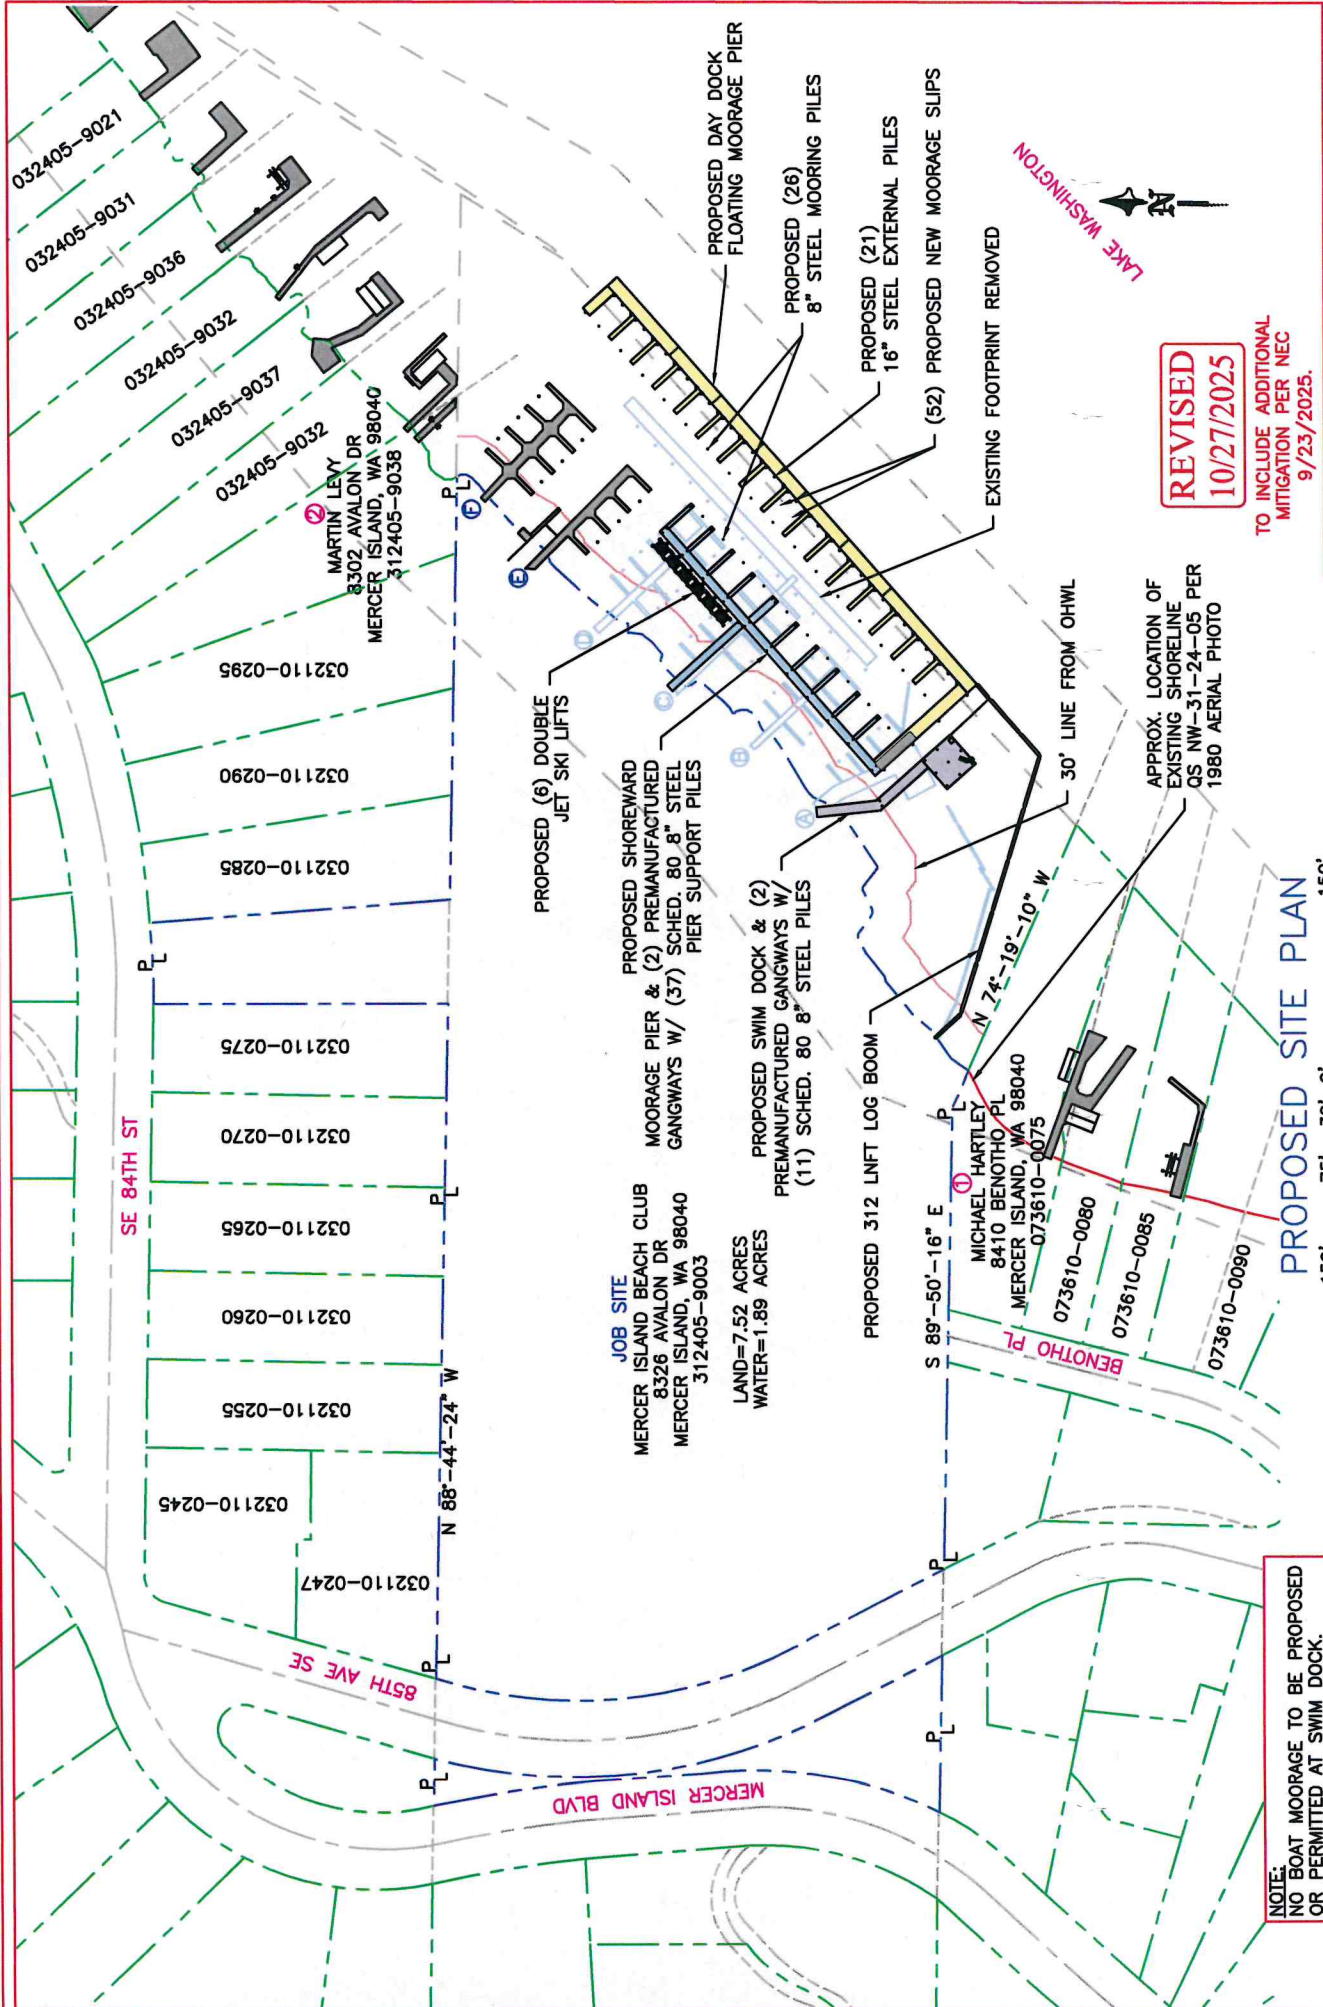 032405-9021
032405-9031
032405-9036
032405-9032
032405-9037
032405-9032
② MARTIN LEVY
8302 AVALON DR
MERCER ISLAND, WA 98040
312405-9038
032110-0295
032110-0290
032110-0285
032110-0275
032110-0270
032110-0265
032110-0260
032110-0255
032110-0245
032110-0247
SE 84TH ST
85TH AVE SE
MERCER ISLAND BLVD
BENOTHO PL
N 88°-44'-24" W
S 89°-50'-16" E
N 74°-19'-10" W
PL
PL
PL
PL
PL
PL
PL
PL
JOB SITE
MERCER ISLAND BEACH CLUB
8326 AVALON DR
MERCER ISLAND, WA 98040
312405-9003
LAND=7.52 ACRES
WATER=1.89 ACRES
PROPOSED (6) DOUBLE
JET SKI LIFTS
PROPOSED SHOREWARD
MOORAGE PIER & (2) PREMANUFACTURED
GANGWAYS W/ (37) SCHED. 80 8" STEEL
PIER SUPPORT PILES
PROPOSED SWIM DOCK & (2)
PREMANUFACTURED GANGWAYS W/
(11) SCHED. 80 8" STEEL PILES
PROPOSED 312 LNFT LOG BOOM
F
E
D
C
B
A
PROPOSED DAY DOCK
FLOATING MOORAGE PIER
PROPOSED (26)
8" STEEL MOORING PILES
PROPOSED (21)
16" STEEL EXTERNAL PILES
(52) PROPOSED NEW MOORAGE SLIPS
EXISTING FOOTPRINT REMOVED
30' LINE FROM OHWL
APPROX. LOCATION OF
EXISTING SHORELINE
QS NW-31-24-05 PER
1980 AERIAL PHOTO
LAKE WASHINGTON
N
REVISED
10/27/2025
TO INCLUDE ADDITIONAL
MITIGATION PER NEC
9/23/2025.
① MICHAEL HARTLEY
8410 BENOTHO PL
MERCER ISLAND, WA 98040
073610-0075
073610-0080
073610-0085
073610-0090
PROPOSED SITE PLAN
NOTE:
NO BOAT MOORAGE TO BE PROPOSED
OR PERMITTED AT SWIM DOCK.